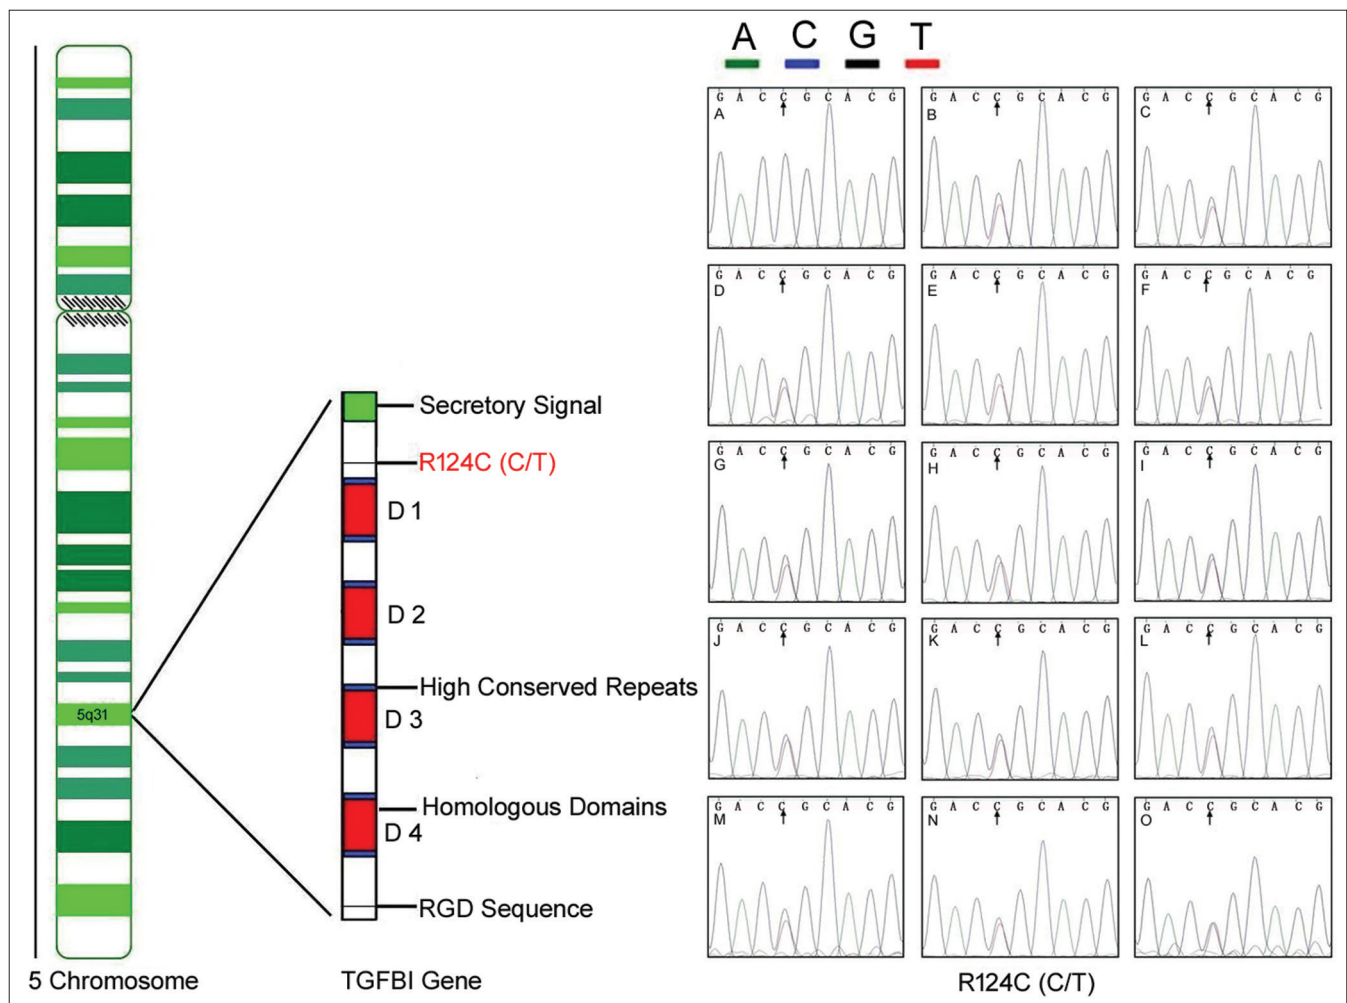 A C G T
G A C C G C A C G
A
G A C C G C A C G
B
G A C C G C A C G
C
G A C C G C A C G
D
G A C C G C A C G
E
G A C C G C A C G
F
G A C C G C A C G
G
G A C C G C A C G
H
G A C C G C A C G
I
G A C C G C A C G
J
G A C C G C A C G
K
G A C C G C A C G
L
G A C C G C A C G
M
G A C C G C A C G
N
G A C C G C A C G
O
5q31
Secretory Signal
R124C (C/T)
D 1
D 2
High Conserved Repeats
D 3
Homologous Domains
D 4
RGD Sequence
5 Chromosome
TGFBI Gene
R124C (C/T)